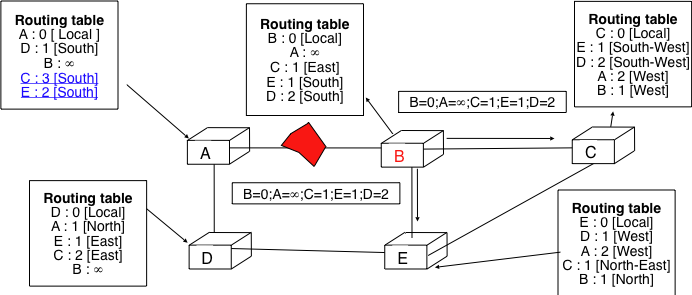 Routing table
A : 0 [ Local ]
D : 1 [South]
B : ∞
C : 3 [South]
E : 2 [South]
Routing table
B : 0 [Local]
A : ∞
C : 1 [East]
E : 1 [South]
D : 2 [South]
Routing table
C : 0 [Local]
E : 1 [South-West]
D : 2 [South-West]
A : 2 [West]
B : 1 [West]
B=0;A=∞;C=1;E=1;D=2
A
B
C
B=0;A=∞;C=1;E=1;D=2
Routing table
D : 0 [Local]
A : 1 [North]
E : 1 [East]
C : 2 [East]
B : ∞
D
E
Routing table
E : 0 [Local]
D : 1 [West]
A : 2 [West]
C : 1 [North-East]
B : 1 [North]